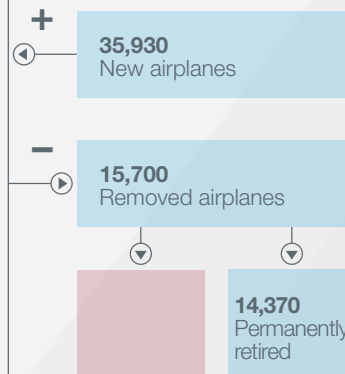 +
35,930
New airplanes
−
15,700
Removed airplanes
14,370
Permanently
retired